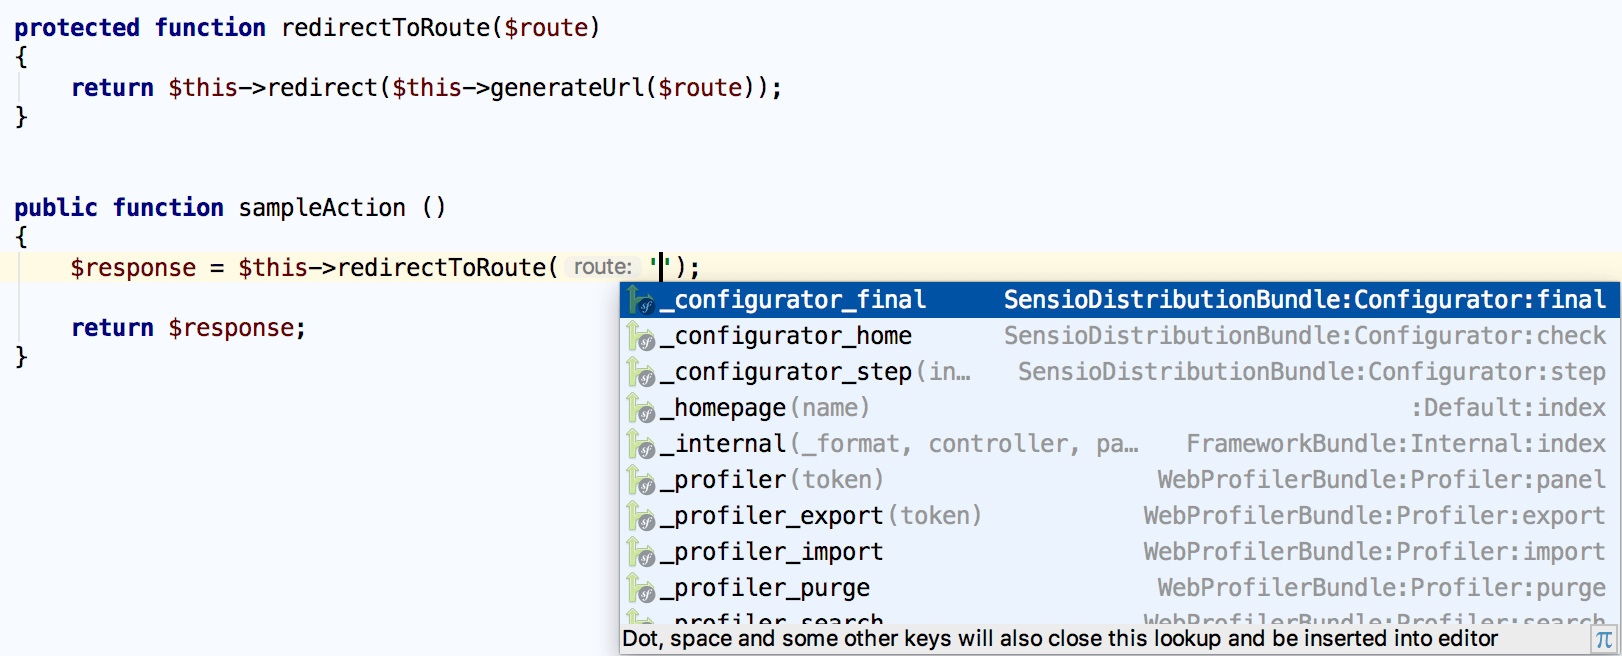 protected function redirectToRoute($route)
{
    return $this->redirect($this->generateUrl($route));
}
public function sampleAction ()
{
    $response = $this->redirectToRoute( route: '');
    return $response;
}
_configurator_final SensioDistributionBundle:Configurator:final
_configurator_home SensioDistributionBundle:Configurator:check
_configurator_step(in… SensioDistributionBundle:Configurator:step
_homepage(name) :Default:index
_internal(_format, controller, pa… FrameworkBundle:Internal:index
_profiler(token) WebProfilerBundle:Profiler:panel
_profiler_export(token) WebProfilerBundle:Profiler:export
_profiler_import WebProfilerBundle:Profiler:import
_profiler_purge WebProfilerBundle:Profiler:purge
_profiler_search WebProfilerBundle:Profiler:search
Dot, space and some other keys will also close this lookup and be inserted into editor π